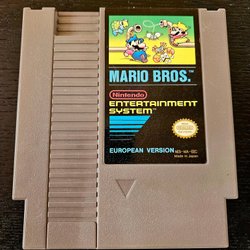 MARIO BROS.™
Nintendo
ENTERTAINMENT
SYSTEM™
EUROPEAN VERSION
Made in Japan